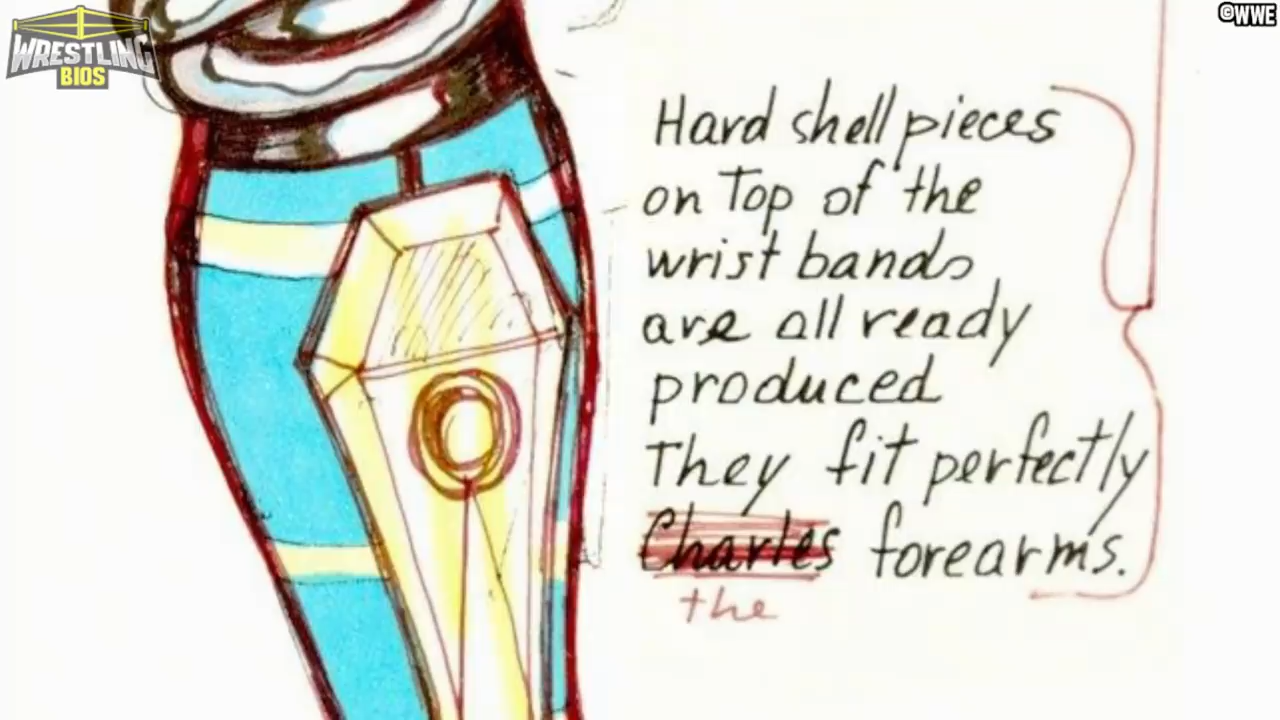 WRESTLING
BIOS
©WWE
Hard shell pieces
on Top of the
wrist bands
are all ready
produced
They fit perfectly
Charles forearms.
the